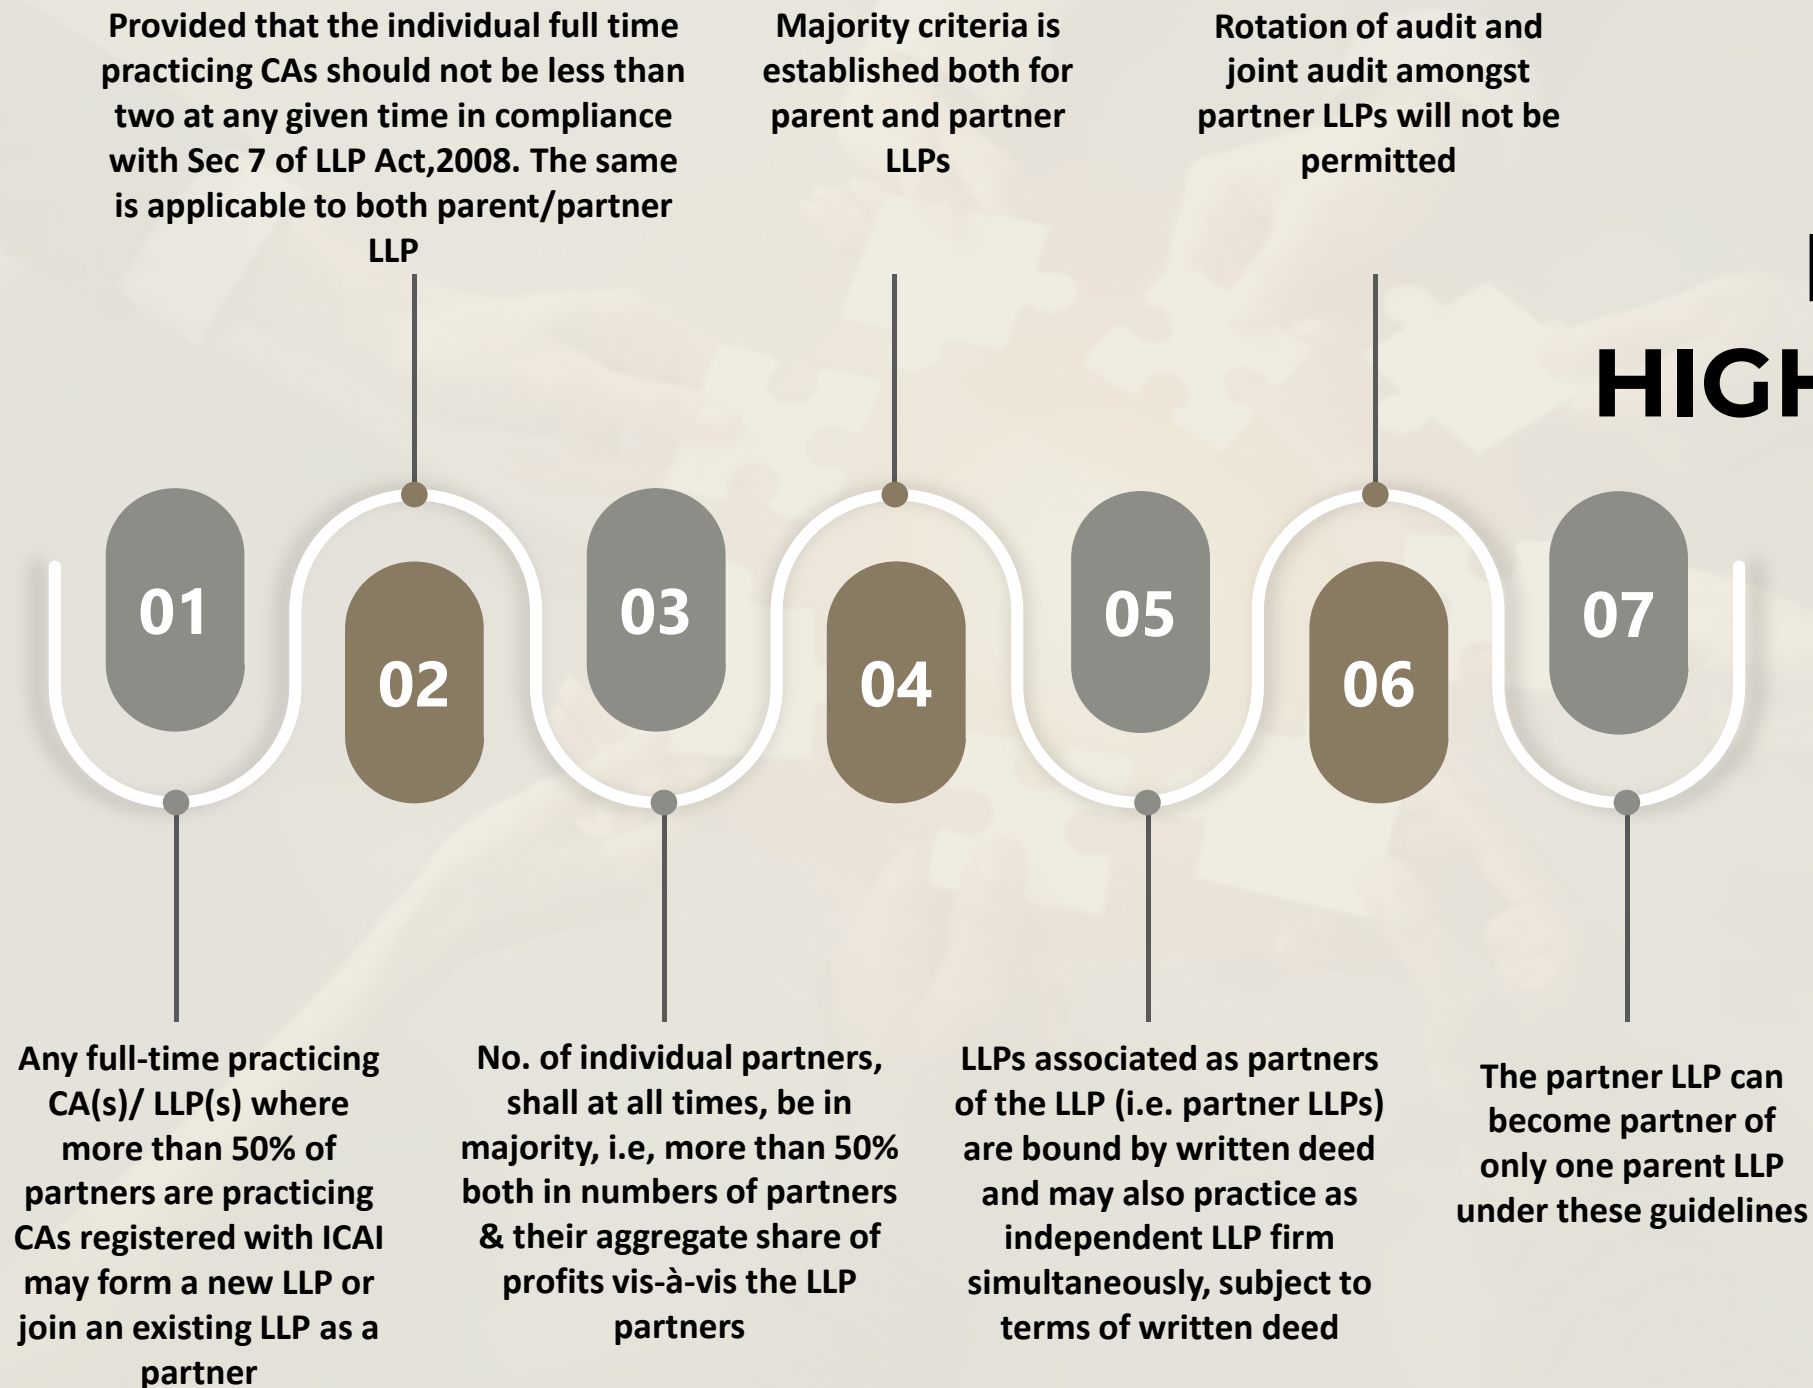 Provided that the individual full time
practicing CAs should not be less than
two at any given time in compliance
with Sec 7 of LLP Act,2008. The same
is applicable to both parent/partner
LLP
Majority criteria is
established both for
parent and partner
LLPs
Rotation of audit and
joint audit amongst
partner LLPs will not be
permitted
HIGH
01
02
03
04
05
06
07
Any full-time practicing
CA(s)/ LLP(s) where
more than 50% of
partners are practicing
CAs registered with ICAI
may form a new LLP or
join an existing LLP as a
partner
No. of individual partners,
shall at all times, be in
majority, i.e, more than 50%
both in numbers of partners
& their aggregate share of
profits vis-à-vis the LLP
partners
LLPs associated as partners
of the LLP (i.e. partner LLPs)
are bound by written deed
and may also practice as
independent LLP firm
simultaneously, subject to
terms of written deed
The partner LLP can
become partner of
only one parent LLP
under these guidelines